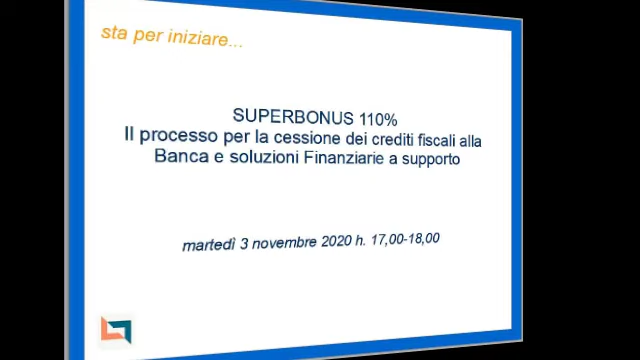 sta per iniziare...
SUPERBONUS 110%
Il processo per la cessione dei crediti fiscali alla
Banca e soluzioni Finanziarie a supporto
martedì 3 novembre 2020 h. 17,00-18,00